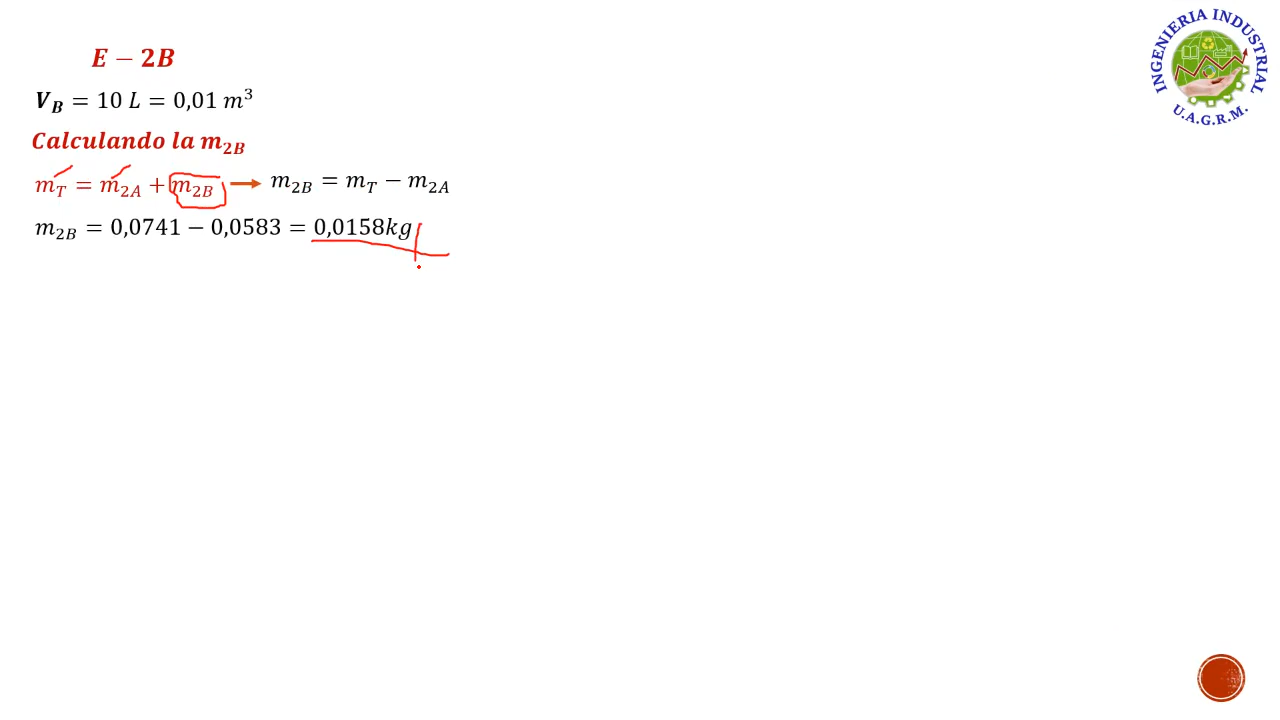 E − 2B
V_B = 10 L = 0,01 m³
Calculando la m_2B
m_T = m_2A + m_2B → m_2B = m_T − m_2A
m_2B = 0,0741 − 0,0583 = 0,0158kg
INGENIERIA INDUSTRIAL
U.A.G.R.M.